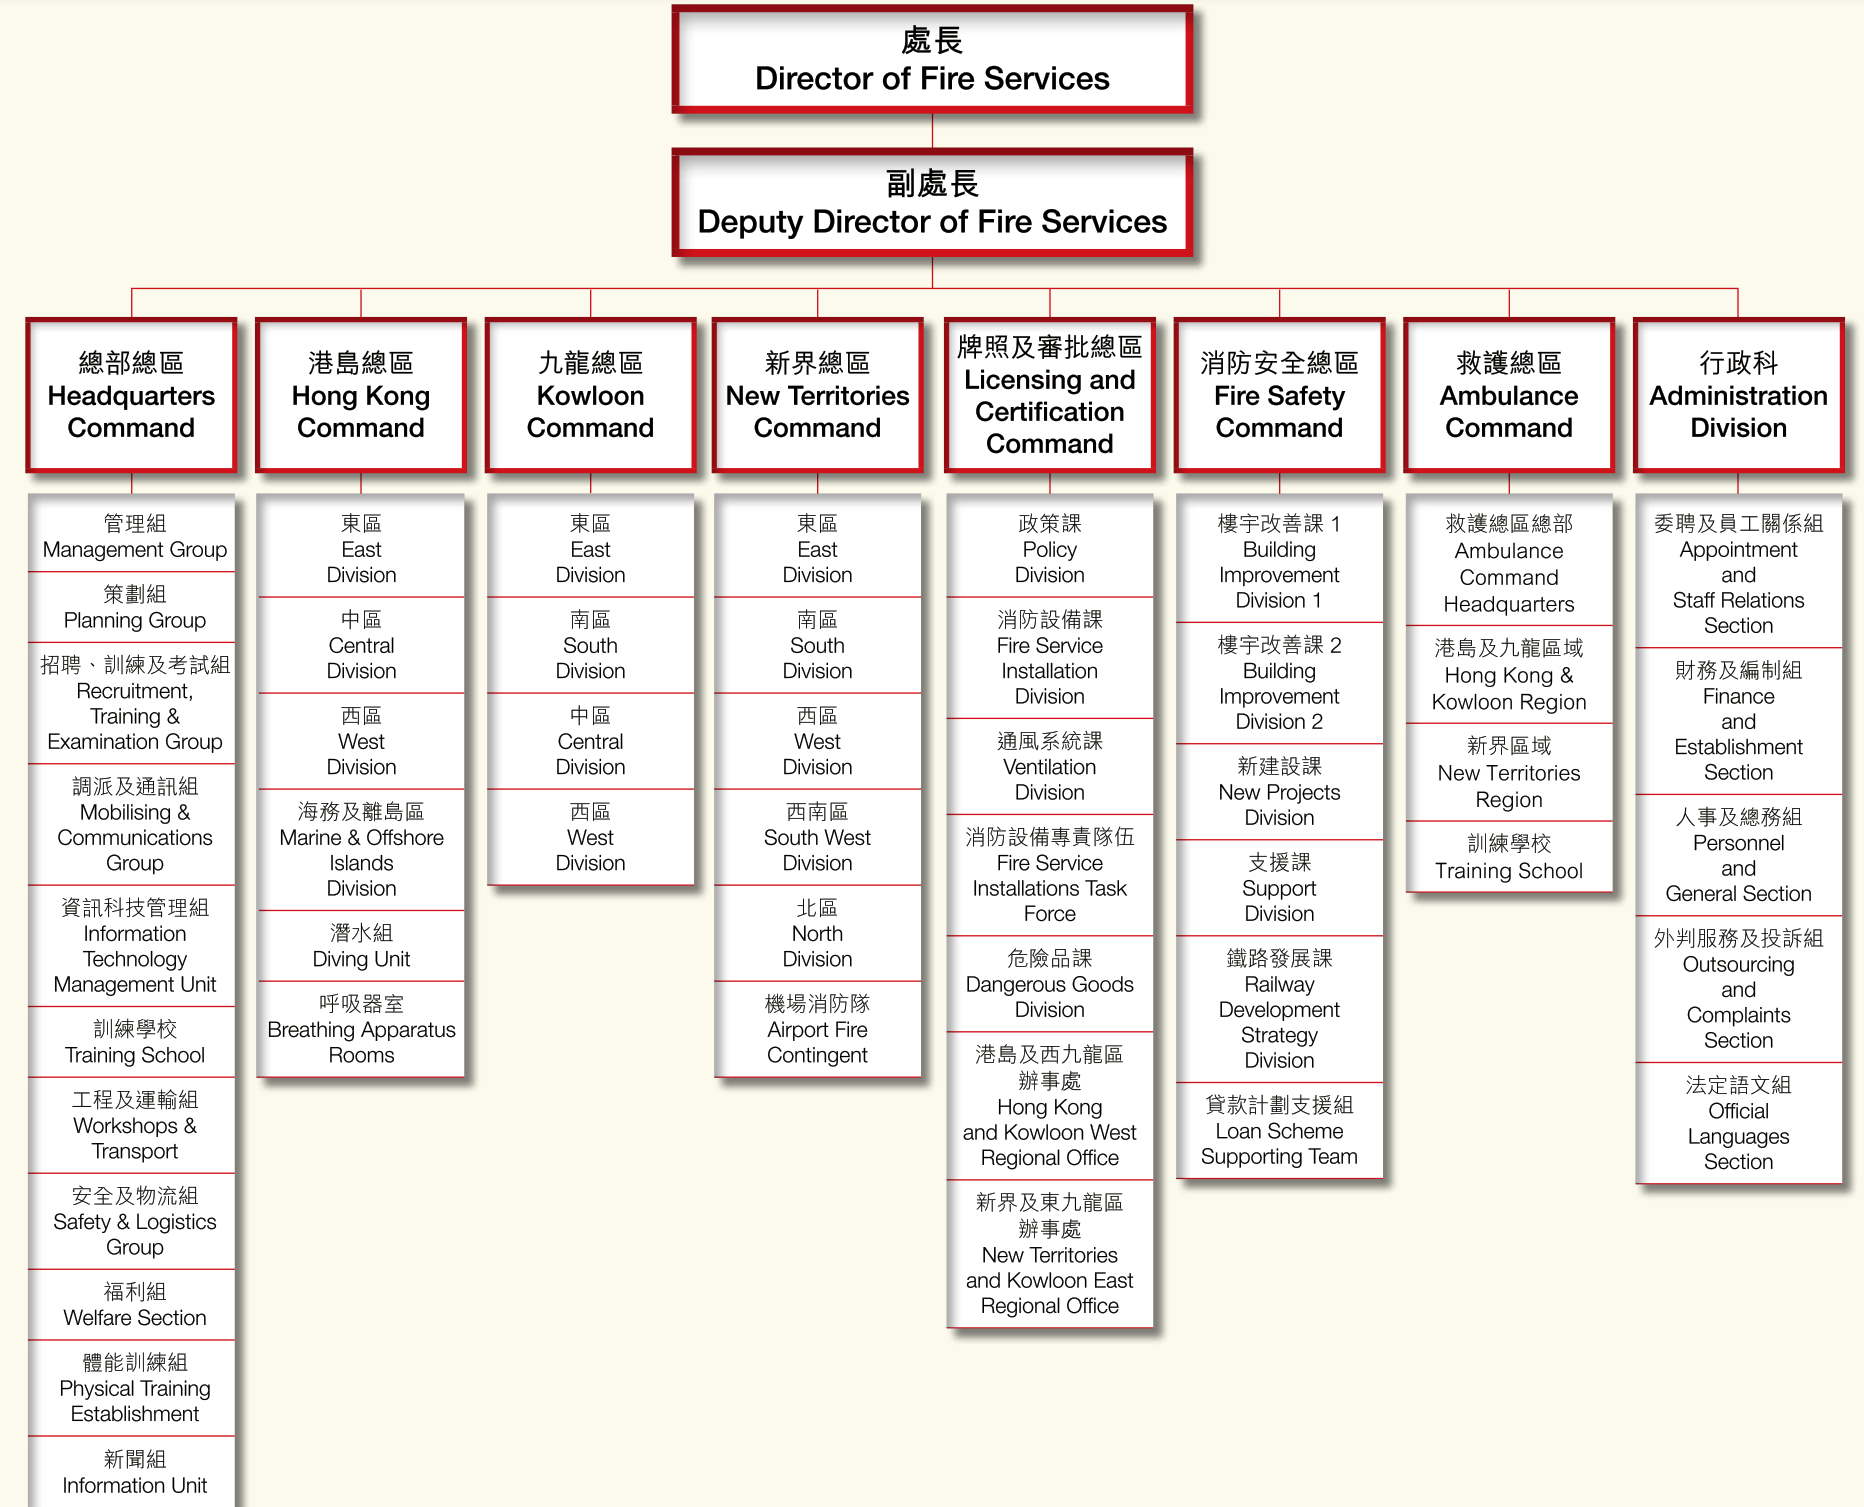 處長
Director of Fire Services
副處長
Deputy Director of Fire Services
總部總區
Headquarters
Command
管理組
Management Group
策劃組
Planning Group
招聘、訓練及考試組
Recruitment,
Training &
Examination Group
調派及通訊組
Mobilising &
Communications
Group
資訊科技管理組
Information
Technology
Management Unit
訓練學校
Training School
工程及運輸組
Workshops &
Transport
安全及物流組
Safety & Logistics
Group
福利組
Welfare Section
體能訓練組
Physical Training
Establishment
新聞組
Information Unit
港島總區
Hong Kong
Command
東區
East
Division
中區
Central
Division
西區
West
Division
海務及離島區
Marine & Offshore
Islands
Division
潛水組
Diving Unit
呼吸器室
Breathing Apparatus
Rooms
九龍總區
Kowloon
Command
東區
East
Division
南區
South
Division
中區
Central
Division
西區
West
Division
新界總區
New Territories
Command
東區
East
Division
南區
South
Division
西區
West
Division
西南區
South West
Division
北區
North
Division
機場消防隊
Airport Fire
Contingent
牌照及審批總區
Licensing and
Certification
Command
政策課
Policy
Division
消防設備課
Fire Service
Installation
Division
通風系統課
Ventilation
Division
消防設備專責隊伍
Fire Service
Installations Task
Force
危險品課
Dangerous Goods
Division
港島及西九龍區
辦事處
Hong Kong
and Kowloon West
Regional Office
新界及東九龍區
辦事處
New Territories
and Kowloon East
Regional Office
消防安全總區
Fire Safety
Command
樓宇改善課 1
Building
Improvement
Division 1
樓宇改善課 2
Building
Improvement
Division 2
新建設課
New Projects
Division
支援課
Support
Division
鐵路發展課
Railway
Development
Strategy
Division
貸款計劃支援組
Loan Scheme
Supporting Team
救護總區
Ambulance
Command
救護總區總部
Ambulance
Command
Headquarters
港島及九龍區域
Hong Kong &
Kowloon Region
新界區域
New Territories
Region
訓練學校
Training School
行政科
Administration
Division
委聘及員工關係組
Appointment
and
Staff Relations
Section
財務及編制組
Finance
and
Establishment
Section
人事及總務組
Personnel
and
General Section
外判服務及投訴組
Outsourcing
and
Complaints
Section
法定語文組
Official
Languages
Section